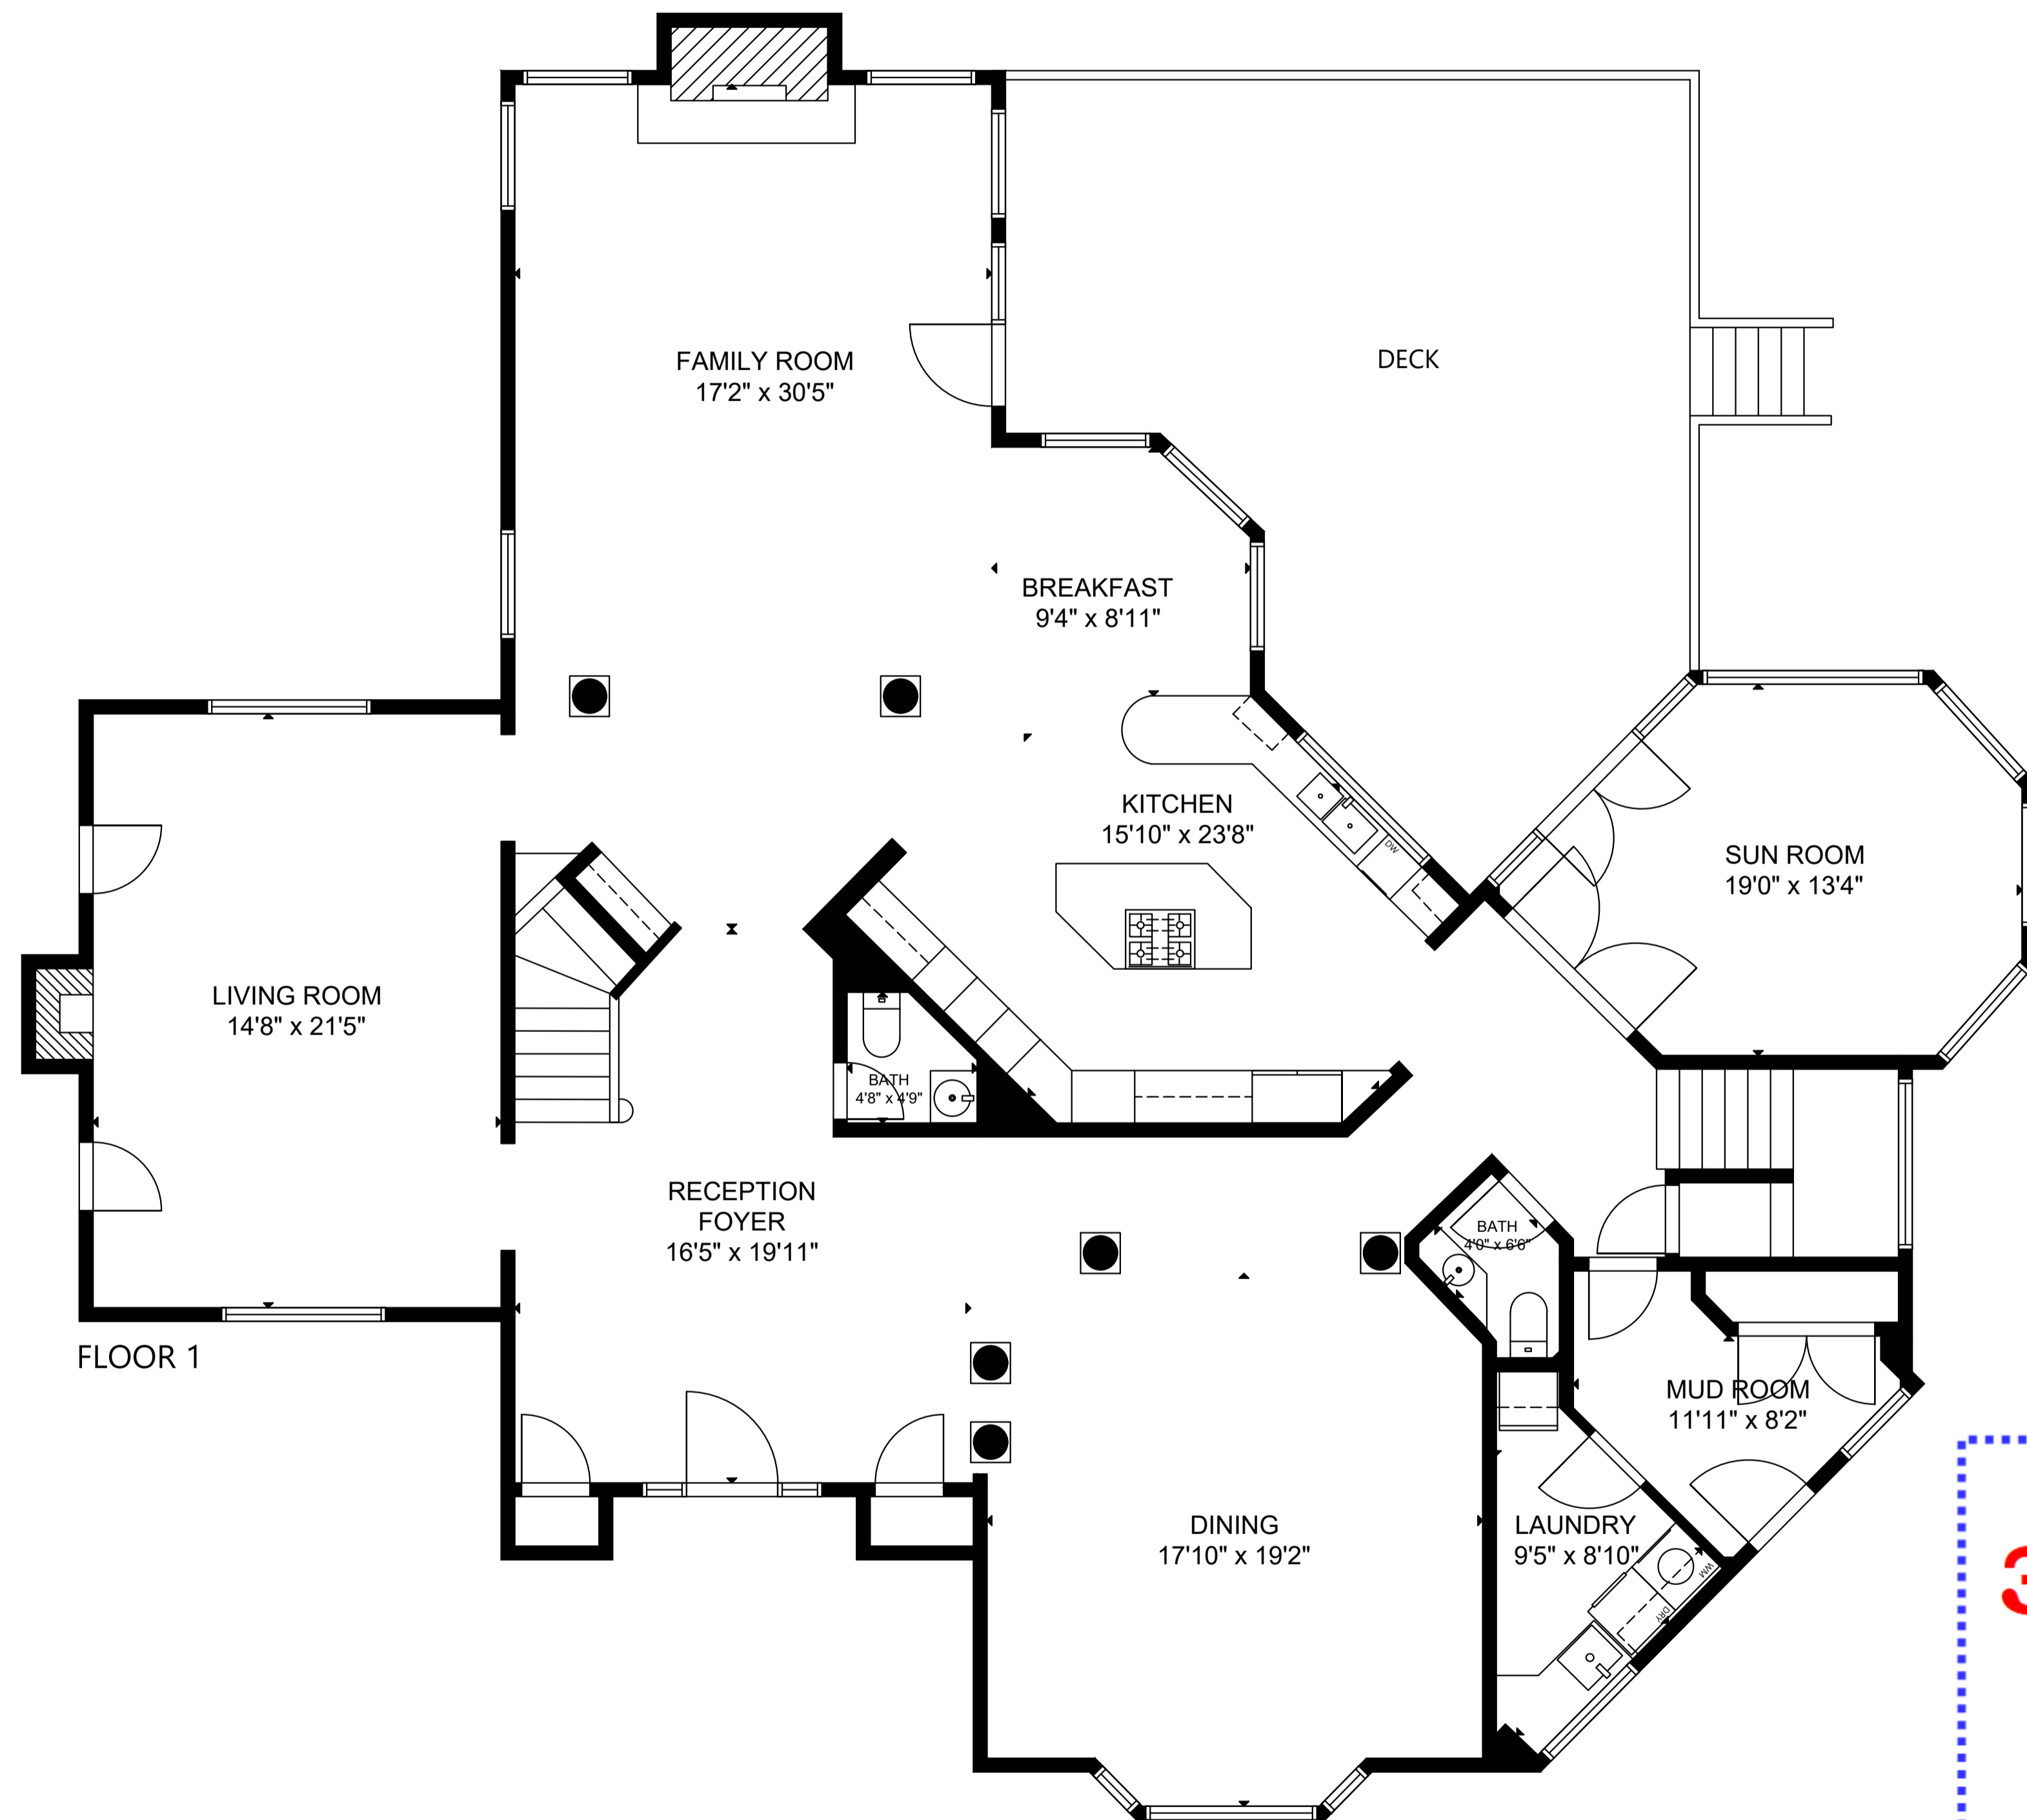 FAMILY ROOM
17'2" x 30'5"
DECK
BREAKFAST
9'4" x 8'11"
KITCHEN
15'10" x 23'8"
DW
SUN ROOM
19'0" x 13'4"
LIVING ROOM
14'8" x 21'5"
BATH
4'8" x 4'9"
RECEPTION
FOYER
16'5" x 19'11"
BATH
4'0" x 6'6"
FLOOR 1
MUD ROOM
11'11" x 8'2"
DINING
17'10" x 19'2"
LAUNDRY
9'5" x 8'10"
WM
DRY